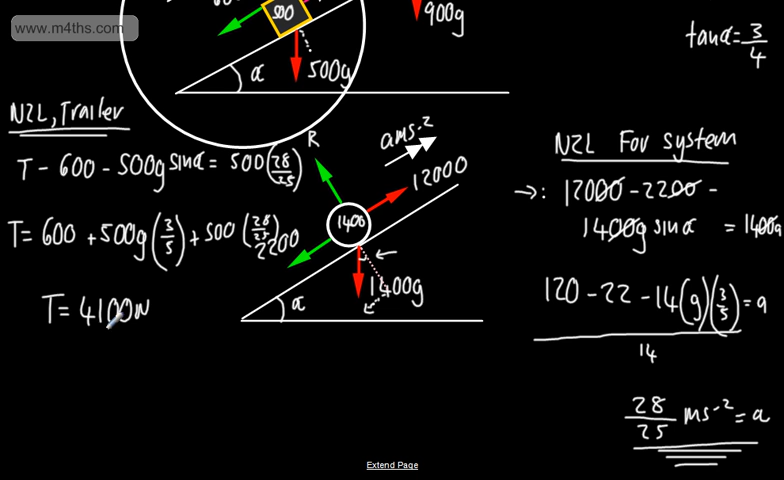 www.m4ths.com
500
900g
500g
α
tanα = 3/4
N2L, Trailer
T - 600 - 500g sinα = 500(28/25)
T = 600 + 500g(3/5) + 500(28/25)
T = 4100N
R
ams⁻²
12000
1400
2200
1400g
α
N2L For system
→: 12000 - 2200 -
1400g sinα = 1400a
120 - 22 - 14(g)(3/5) = a
14
28/25 ms⁻² = a
Extend Page